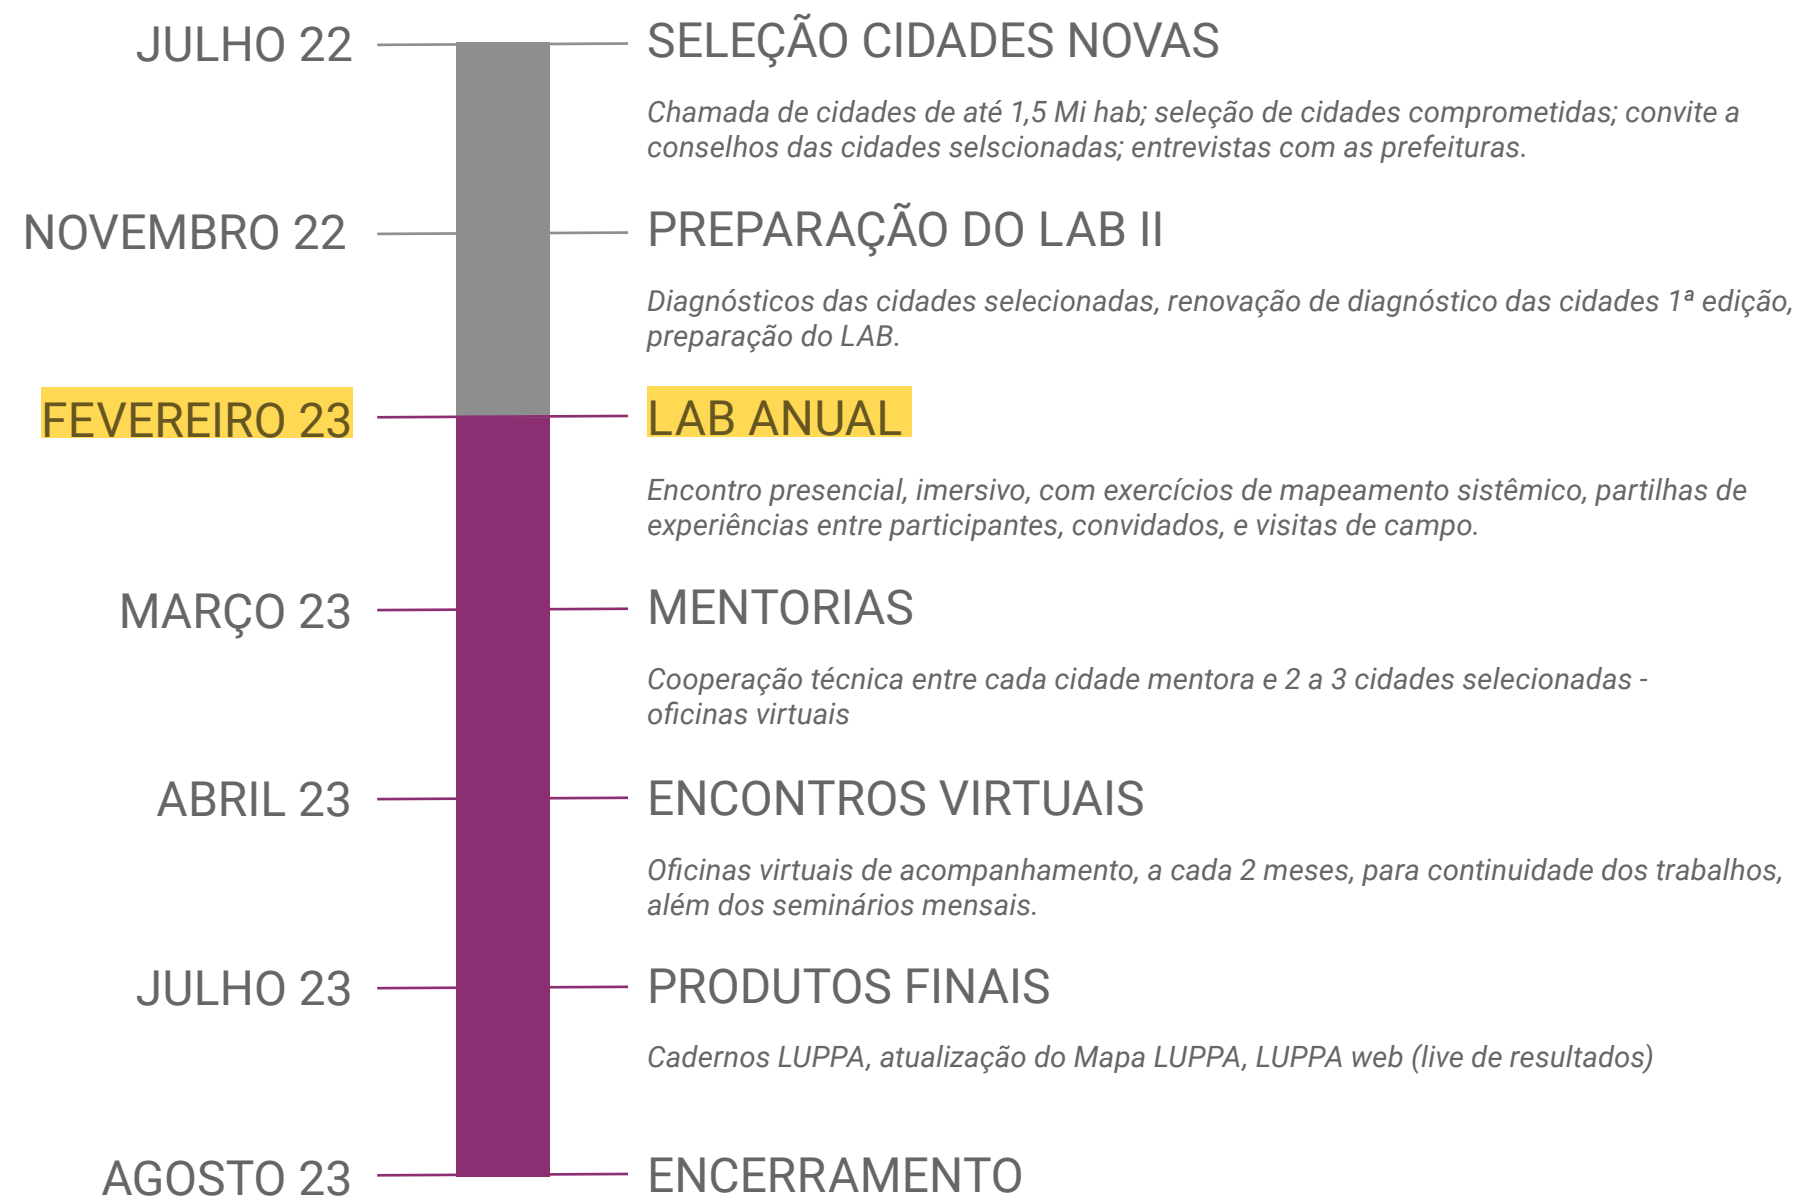 JULHO 22
SELEÇÃO CIDADES NOVAS
Chamada de cidades de até 1,5 Mi hab; seleção de cidades comprometidas; convite a
conselhos das cidades selscionadas; entrevistas com as prefeituras.
NOVEMBRO 22
PREPARAÇÃO DO LAB II
Diagnósticos das cidades selecionadas, renovação de diagnóstico das cidades 1ª edição,
preparação do LAB.
FEVEREIRO 23
LAB ANUAL
Encontro presencial, imersivo, com exercícios de mapeamento sistêmico, partilhas de
experiências entre participantes, convidados, e visitas de campo.
MARÇO 23
MENTORIAS
Cooperação técnica entre cada cidade mentora e 2 a 3 cidades selecionadas -
oficinas virtuais
ABRIL 23
ENCONTROS VIRTUAIS
Oficinas virtuais de acompanhamento, a cada 2 meses, para continuidade dos trabalhos,
além dos seminários mensais.
JULHO 23
PRODUTOS FINAIS
Cadernos LUPPA, atualização do Mapa LUPPA, LUPPA web (live de resultados)
AGOSTO 23
ENCERRAMENTO